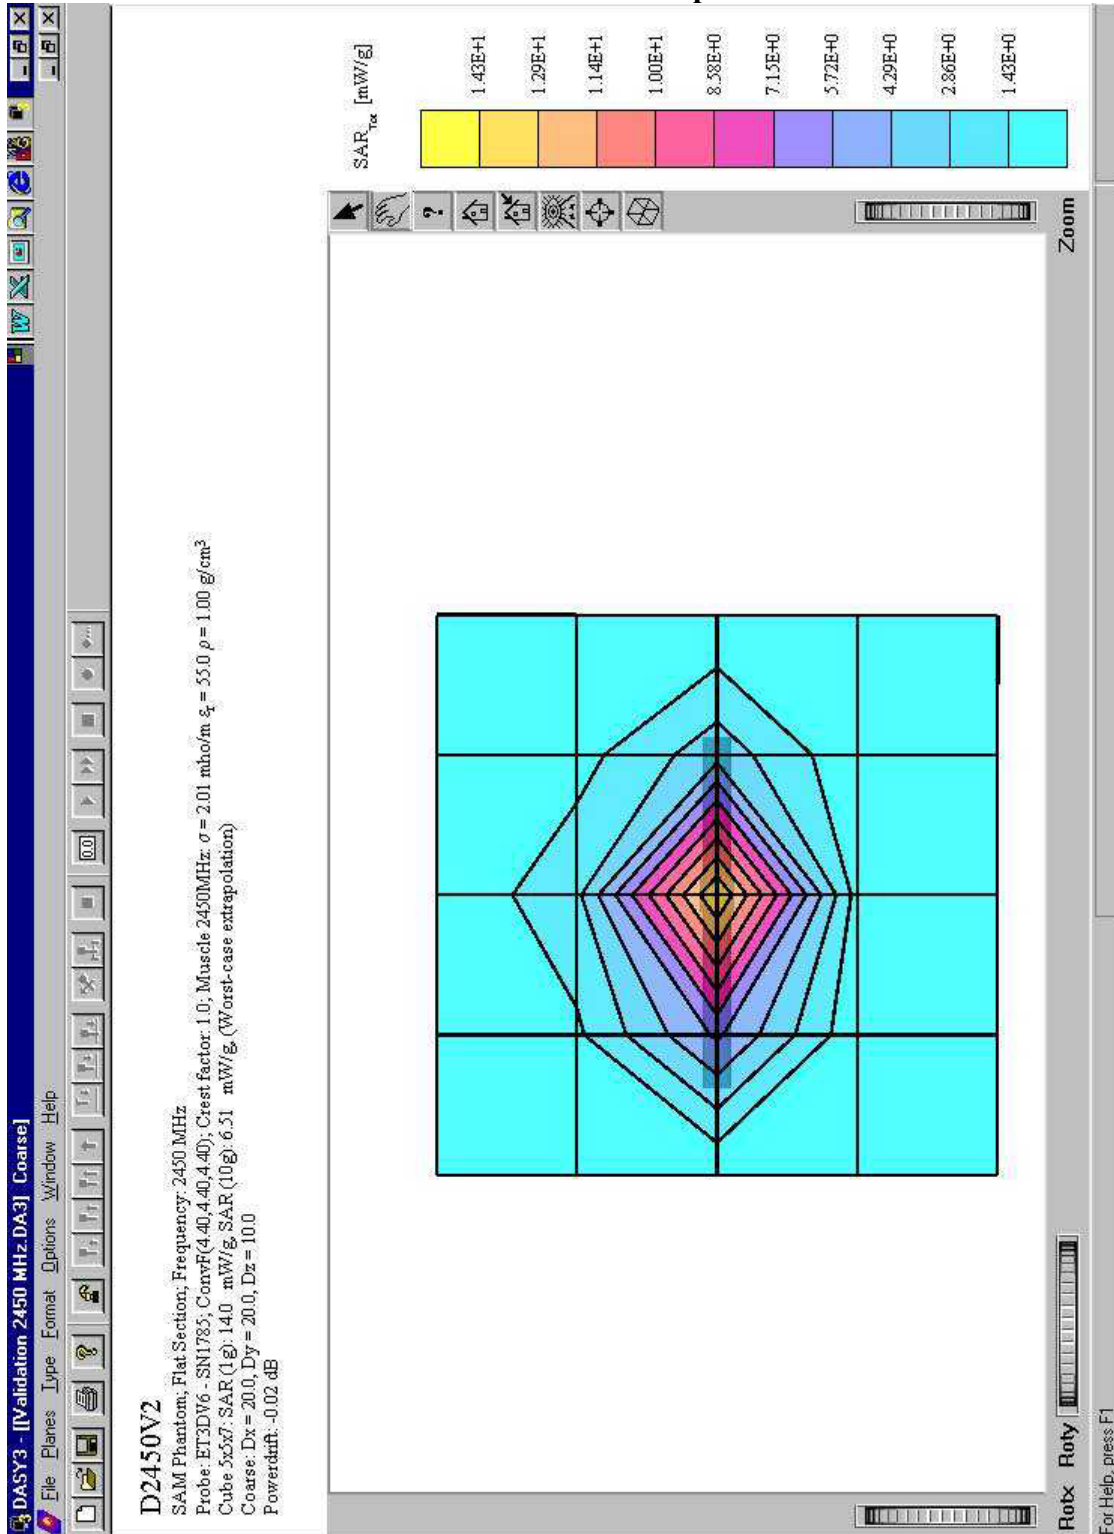 DASY3 - [[Validation 2450 MHz.DA3] Coarse]
File Planes Type Format Options Window Help
0.0
D2450V2
SAM Phantom; Flat Section; Frequency: 2450 MHz
Probe: ET3DV6 - SN1785; ConvF(4.40,4.40,4.40); Crest factor: 1.0; Muscle 2450MHz: σ = 2.01 mho/m εr = 55.0 ρ = 1.00 g/cm³
Cube 5x5x7: SAR (1g): 14.0 mW/g, SAR (10g): 6.51 mW/g, (Worst-case extrapolation)
Coarse: Dx = 20.0, Dy = 20.0, Dz = 10.0
Powerdrift: -0.02 dB
SARTot [mW/g]
1.43E+1
1.29E+1
1.14E+1
1.00E+1
8.58E+0
7.15E+0
5.72E+0
4.29E+0
2.86E+0
1.43E+0
Rotx Roty Zoom
For Help, press F1